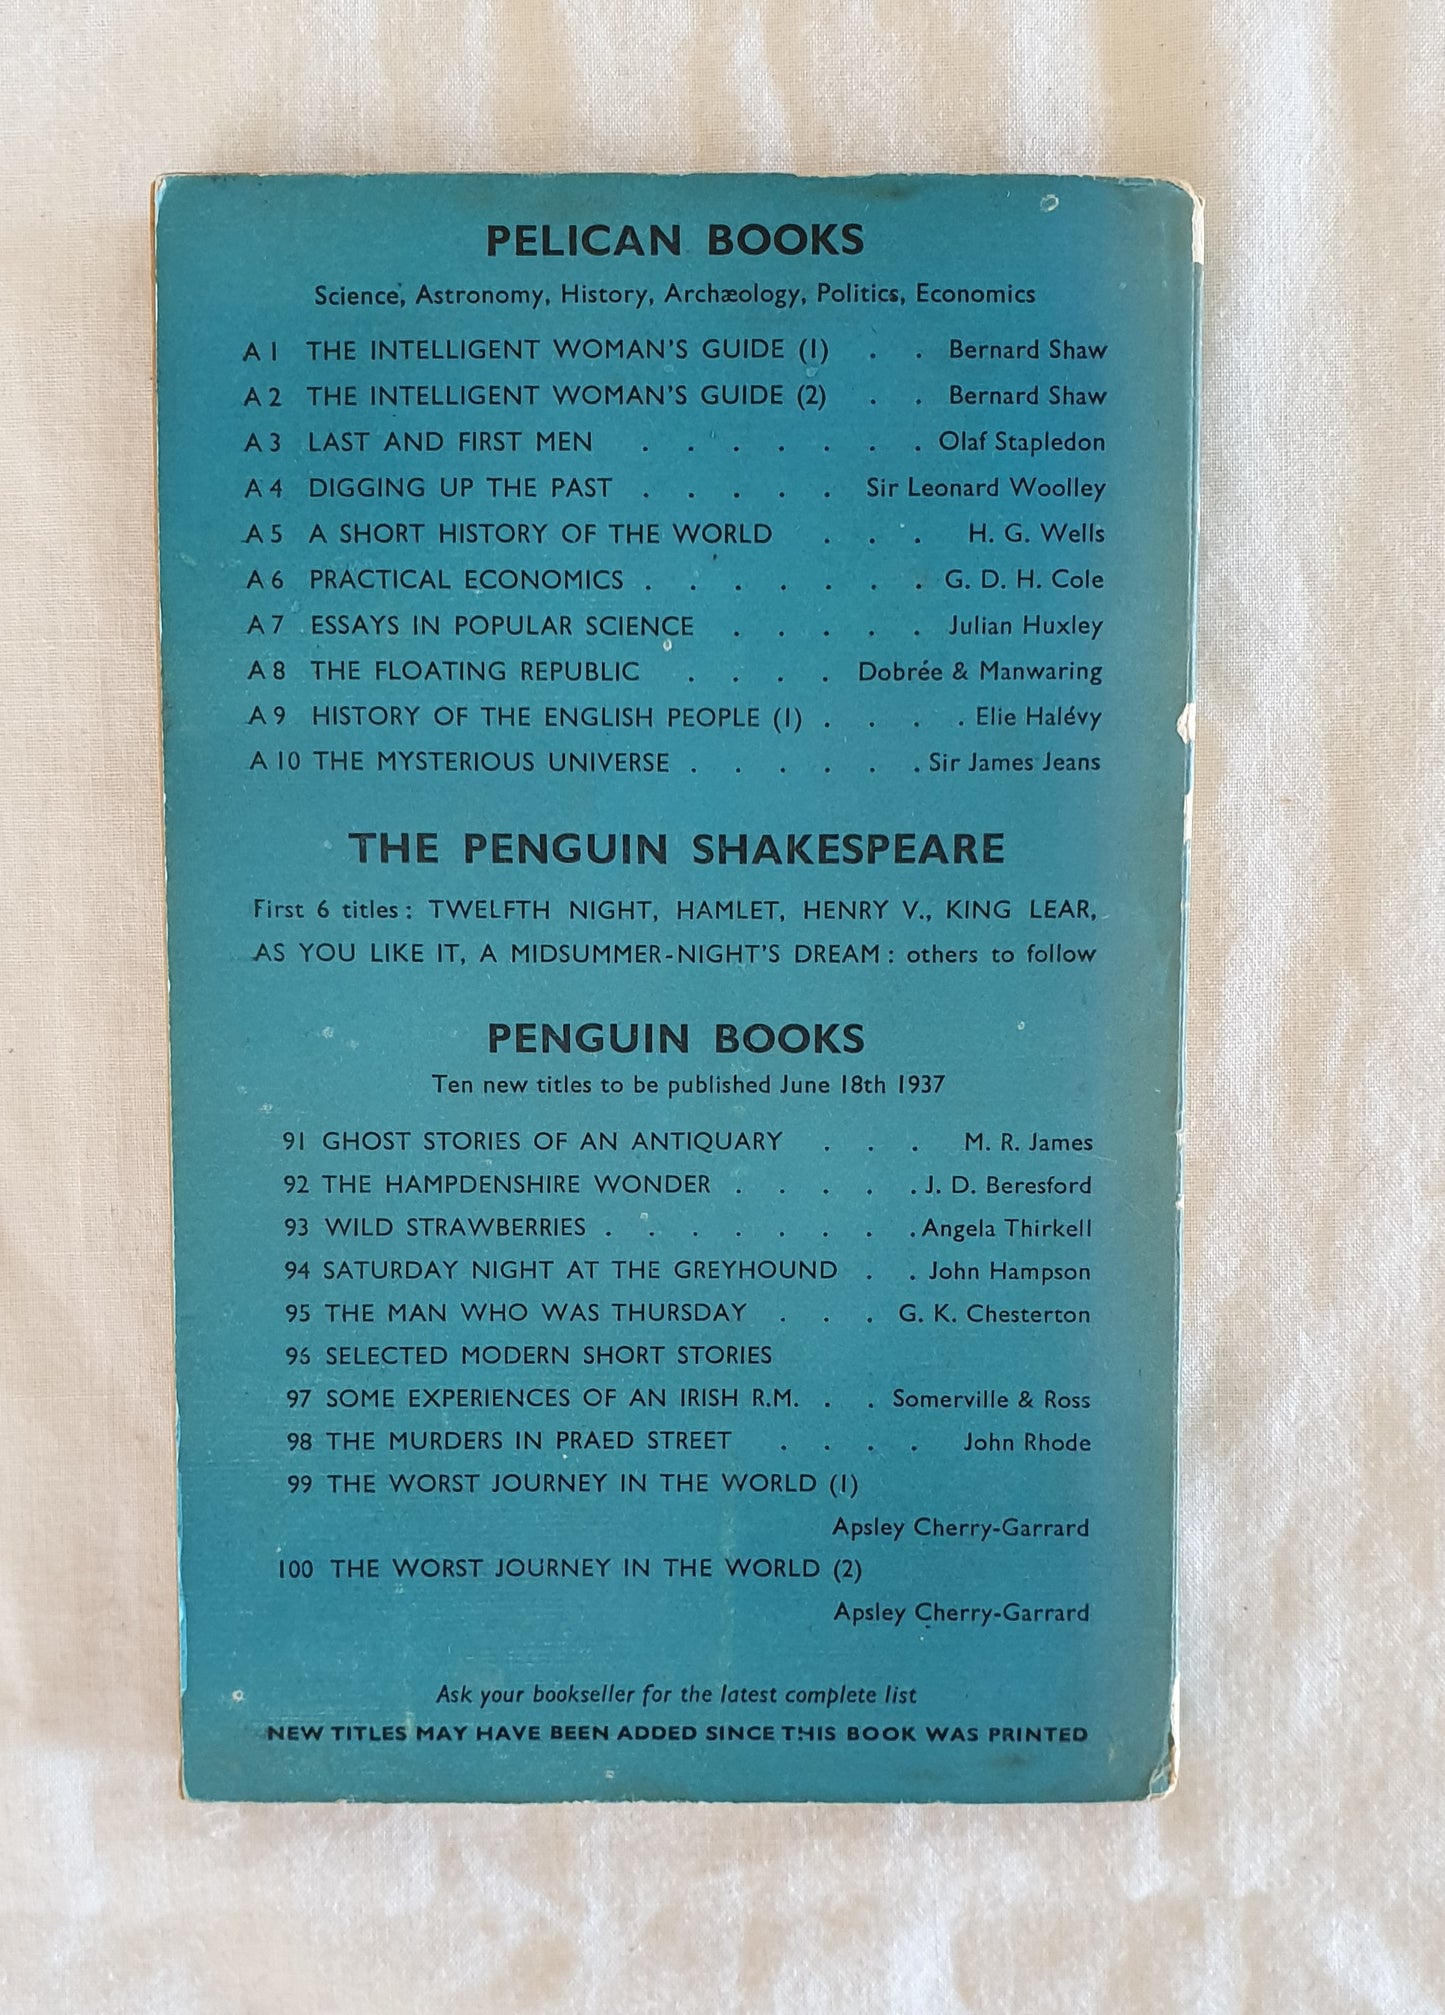 PELICAN BOOKS
Science, Astronomy, History, Archæology, Politics, Economics
A 1 THE INTELLIGENT WOMAN'S GUIDE (1) . . Bernard Shaw
A 2 THE INTELLIGENT WOMAN'S GUIDE (2) . . Bernard Shaw
A 3 LAST AND FIRST MEN . . . . . . . Olaf Stapledon
A 4 DIGGING UP THE PAST . . . . . Sir Leonard Woolley
A 5 A SHORT HISTORY OF THE WORLD . . . H. G. Wells
A 6 PRACTICAL ECONOMICS . . . . . . . G. D. H. Cole
A 7 ESSAYS IN POPULAR SCIENCE . . . . . Julian Huxley
A 8 THE FLOATING REPUBLIC . . . . Dobrée & Manwaring
A 9 HISTORY OF THE ENGLISH PEOPLE (1) . . . . Elie Halévy
A 10 THE MYSTERIOUS UNIVERSE . . . . . . Sir James Jeans
THE PENGUIN SHAKESPEARE
First 6 titles: TWELFTH NIGHT, HAMLET, HENRY V., KING LEAR,
AS YOU LIKE IT, A MIDSUMMER-NIGHT'S DREAM: others to follow
PENGUIN BOOKS
Ten new titles to be published June 18th 1937
91 GHOST STORIES OF AN ANTIQUARY . . . M. R. James
92 THE HAMPDENSHIRE WONDER . . . . . J. D. Beresford
93 WILD STRAWBERRIES . . . . . . . . Angela Thirkell
94 SATURDAY NIGHT AT THE GREYHOUND . . John Hampson
95 THE MAN WHO WAS THURSDAY . . . G. K. Chesterton
96 SELECTED MODERN SHORT STORIES
97 SOME EXPERIENCES OF AN IRISH R.M. . . Somerville & Ross
98 THE MURDERS IN PRAED STREET . . . . John Rhode
99 THE WORST JOURNEY IN THE WORLD (1)
Apsley Cherry-Garrard
100 THE WORST JOURNEY IN THE WORLD (2)
Apsley Cherry-Garrard
Ask your bookseller for the latest complete list
NEW TITLES MAY HAVE BEEN ADDED SINCE THIS BOOK WAS PRINTED